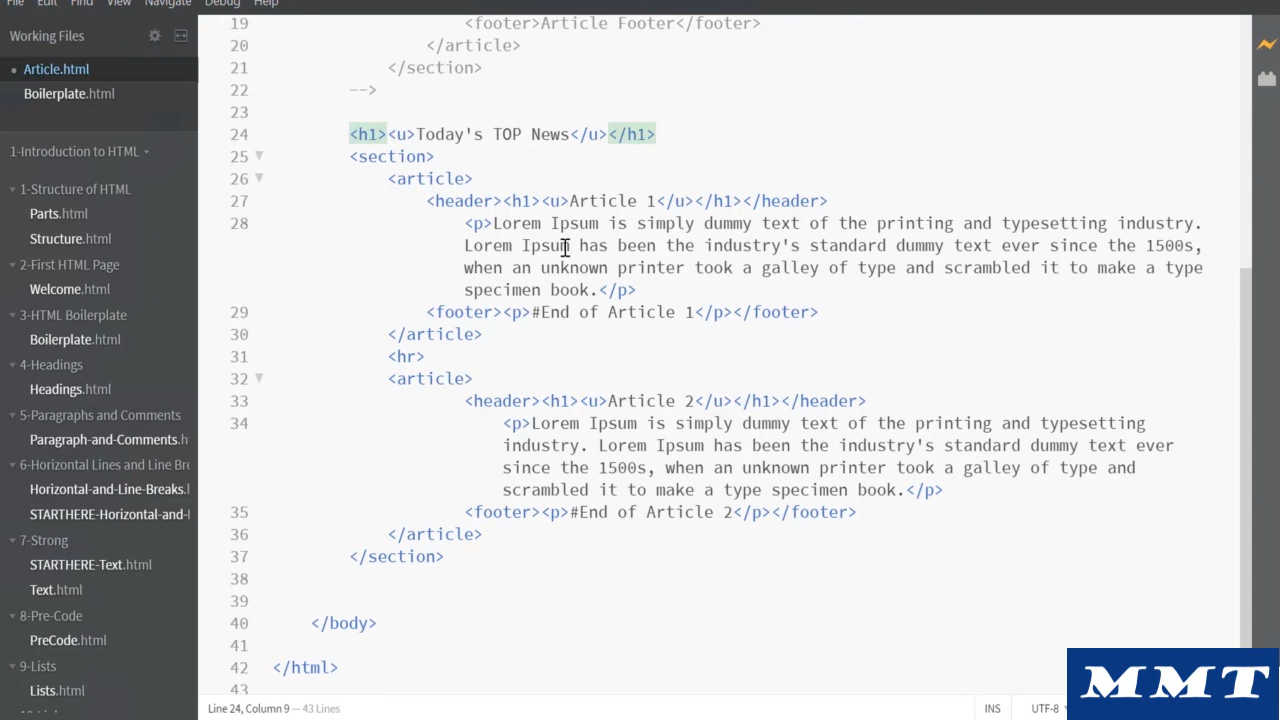 File Edit Find View Navigate Debug Help
Working Files
Article.html
Boilerplate.html
1-Introduction to HTML
1-Structure of HTML
Parts.html
Structure.html
2-First HTML Page
Welcome.html
3-HTML Boilerplate
Boilerplate.html
4-Headings
Headings.html
5-Paragraphs and Comments
Paragraph-and-Comments.h
6-Horizontal Lines and Line Bre
Horizontal-and-Line-Breaks.
STARTHERE-Horizontal-and-
7-Strong
STARTHERE-Text.html
Text.html
8-Pre-Code
PreCode.html
9-Lists
Lists.html
19 <footer>Article Footer</footer>
20 </article>
21 </section>
22 -->
23
24 <h1><u>Today's TOP News</u></h1>
25 <section>
26 <article>
27 <header><h1><u>Article 1</u></h1></header>
28 <p>Lorem Ipsum is simply dummy text of the printing and typesetting industry.
Lorem Ipsum has been the industry's standard dummy text ever since the 1500s,
when an unknown printer took a galley of type and scrambled it to make a type
specimen book.</p>
29 <footer><p>#End of Article 1</p></footer>
30 </article>
31 <hr>
32 <article>
33 <header><h1><u>Article 2</u></h1></header>
34 <p>Lorem Ipsum is simply dummy text of the printing and typesetting
industry. Lorem Ipsum has been the industry's standard dummy text ever
since the 1500s, when an unknown printer took a galley of type and
scrambled it to make a type specimen book.</p>
35 <footer><p>#End of Article 2</p></footer>
36 </article>
37 </section>
38
39
40 </body>
41
42 </html>
43
Line 24, Column 9 — 43 Lines
INS
UTF-8
MMT